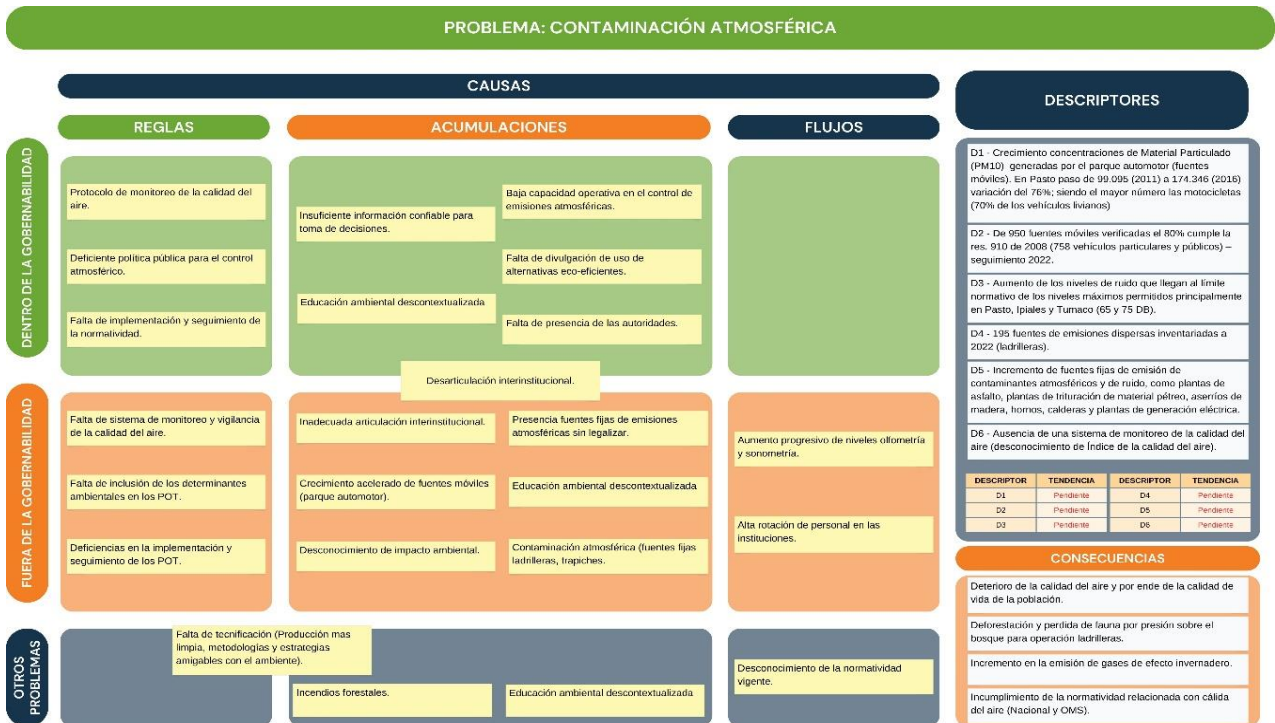 PROBLEMA: CONTAMINACIÓN ATMOSFÉRICA
CAUSAS
REGLAS
ACUMULACIONES
FLUJOS
DENTRO DE LA GOBERNABILIDAD
Protocolo de monitoreo de la calidad del
aire.
Deficiente política pública para el control
atmosférico.
Falta de implementación y seguimiento de
la normatividad.
Insuficiente información confiable para
toma de decisiones.
Educación ambiental descontextualizada
Baja capacidad operativa en el control de
emisiones atmosféricas.
Falta de divulgación de uso de
alternativas eco-eficientes.
Falta de presencia de las autoridades.
Desarticulación interinstitucional.
FUERA DE LA GOBERNABILIDAD
Falta de sistema de monitoreo y vigilancia
de la calidad del aire.
Falta de inclusión de los determinantes
ambientales en los POT.
Deficiencias en la implementación y
seguimiento de los POT.
Inadecuada articulación interinstitucional.
Crecimiento acelerado de fuentes móviles
(parque automotor).
Desconocimiento de impacto ambiental.
Presencia fuentes fijas de emisiones
atmosféricas sin legalizar.
Educación ambiental descontextualizada
Contaminación atmosférica (fuentes fijas
ladrilleras, trapiches.
Aumento progresivo de niveles olfometría
y sonometría.
Alta rotación de personal en las
instituciones.
OTROS
PROBLEMAS
Falta de tecnificación (Producción mas
limpia, metodologías y estrategias
amigables con el ambiente).
Incendios forestales.
Educación ambiental descontextualizada
Desconocimiento de la normatividad
vigente.
DESCRIPTORES
D1 - Crecimiento concentraciones de Material Particulado
(PM10) generadas por el parque automotor (fuentes
móviles). En Pasto paso de 99.095 (2011) a 174.346 (2016)
variación del 76%; siendo el mayor número las motocicletas
(70% de los vehículos livianos)
D2 - De 950 fuentes móviles verificadas el 80% cumple la
res. 910 de 2008 (758 vehículos particulares y públicos) –
seguimiento 2022.
D3 - Aumento de los niveles de ruido que llegan al límite
normativo de los niveles máximos permitidos principalmente
en Pasto, Ipiales y Tumaco (65 y 75 DB).
D4 - 195 fuentes de emisiones dispersas inventariadas a
2022 (ladrilleras).
D5 - Incremento de fuentes fijas de emisión de
contaminantes atmosféricos y de ruido, como plantas de
asfalto, plantas de trituración de material pétreo, aserríos de
madera, hornos, calderas y plantas de generación eléctrica.
D6 - Ausencia de una sistema de monitoreo de la calidad del
aire (desconocimiento de Índice de la calidad del aire).
DESCRIPTOR TENDENCIA DESCRIPTOR TENDENCIA
D1 Pendiente D4 Pendiente
D2 Pendiente D5 Pendiente
D3 Pendiente D6 Pendiente
CONSECUENCIAS
Deterioro de la calidad del aire y por ende de la calidad de
vida de la población.
Deforestación y perdida de fauna por presión sobre el
bosque para operación ladrilleras.
Incremento en la emisión de gases de efecto invernadero.
Incumplimiento de la normatividad relacionada con cálida
del aire (Nacional y OMS).